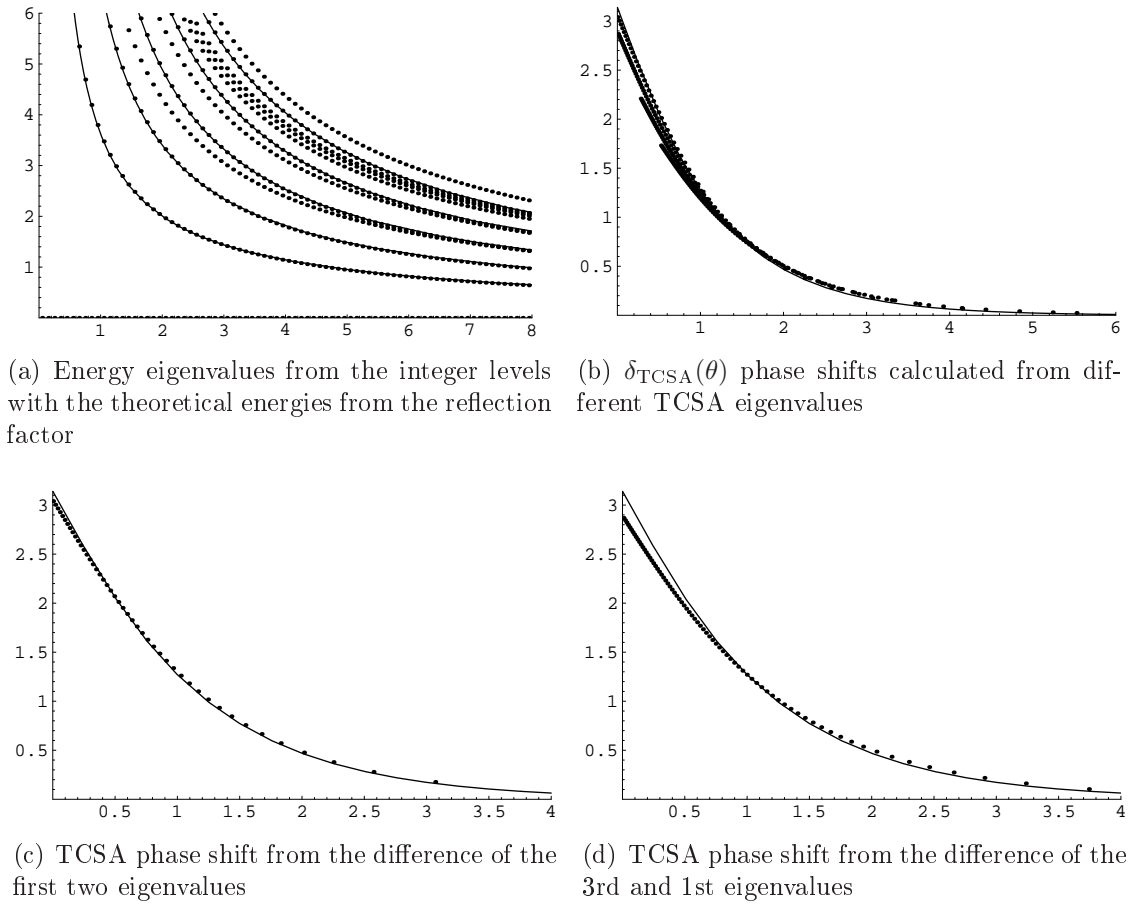 6
5
4
3
2
1
1 2 3 4 5 6 7 8
3
2.5
2
1.5
1
0.5
1 2 3 4 5 6
(a) Energy eigenvalues from the integer levels
with the theoretical energies from the reflection
factor
(b) δTCSA(θ) phase shifts calculated from dif-
ferent TCSA eigenvalues
3
2.5
2
1.5
1
0.5
0.5 1 1.5 2 2.5 3 3.5 4
3
2.5
2
1.5
1
0.5
0.5 1 1.5 2 2.5 3 3.5 4
(c) TCSA phase shift from the difference of the
first two eigenvalues
(d) TCSA phase shift from the difference of the
3rd and 1st eigenvalues